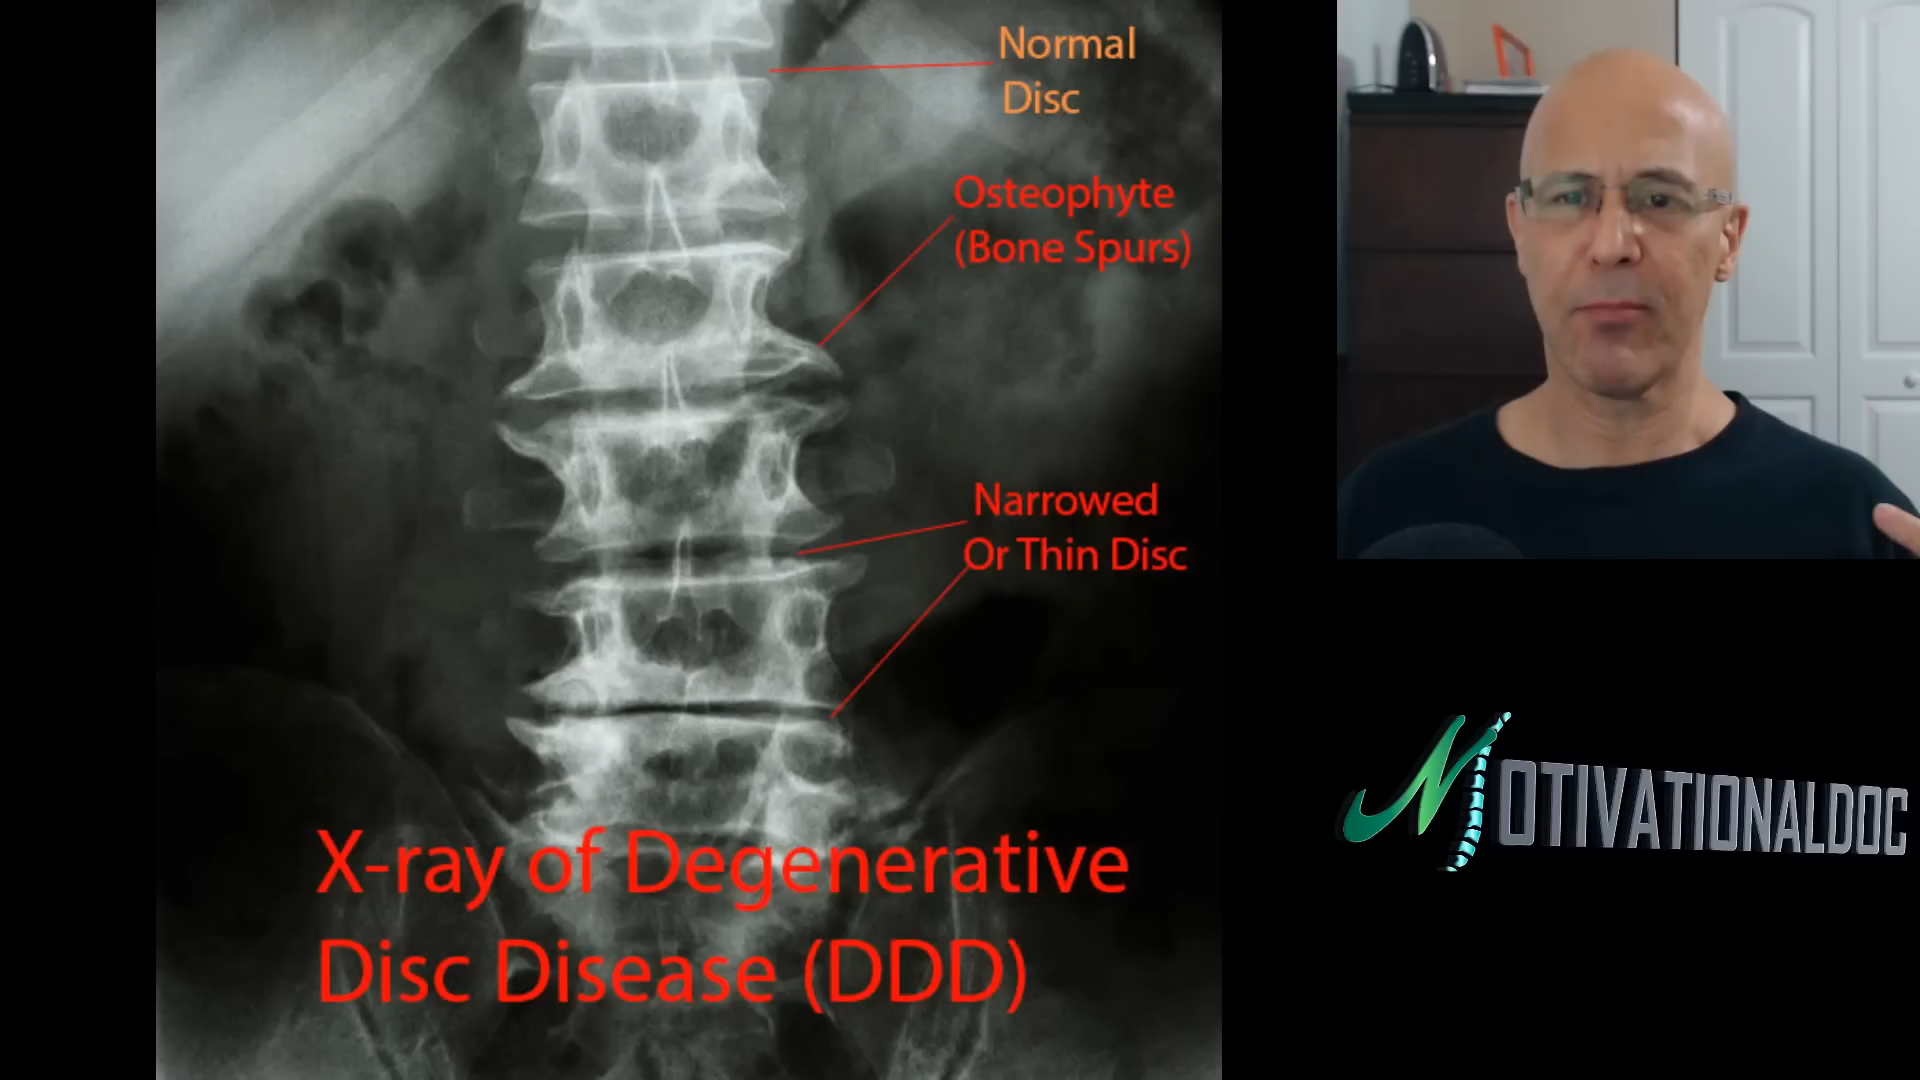 Normal
Disc
Osteophyte
(Bone Spurs)
Narrowed
Or Thin Disc
X-ray of Degenerative
Disc Disease (DDD)
MOTIVATIONALDOC